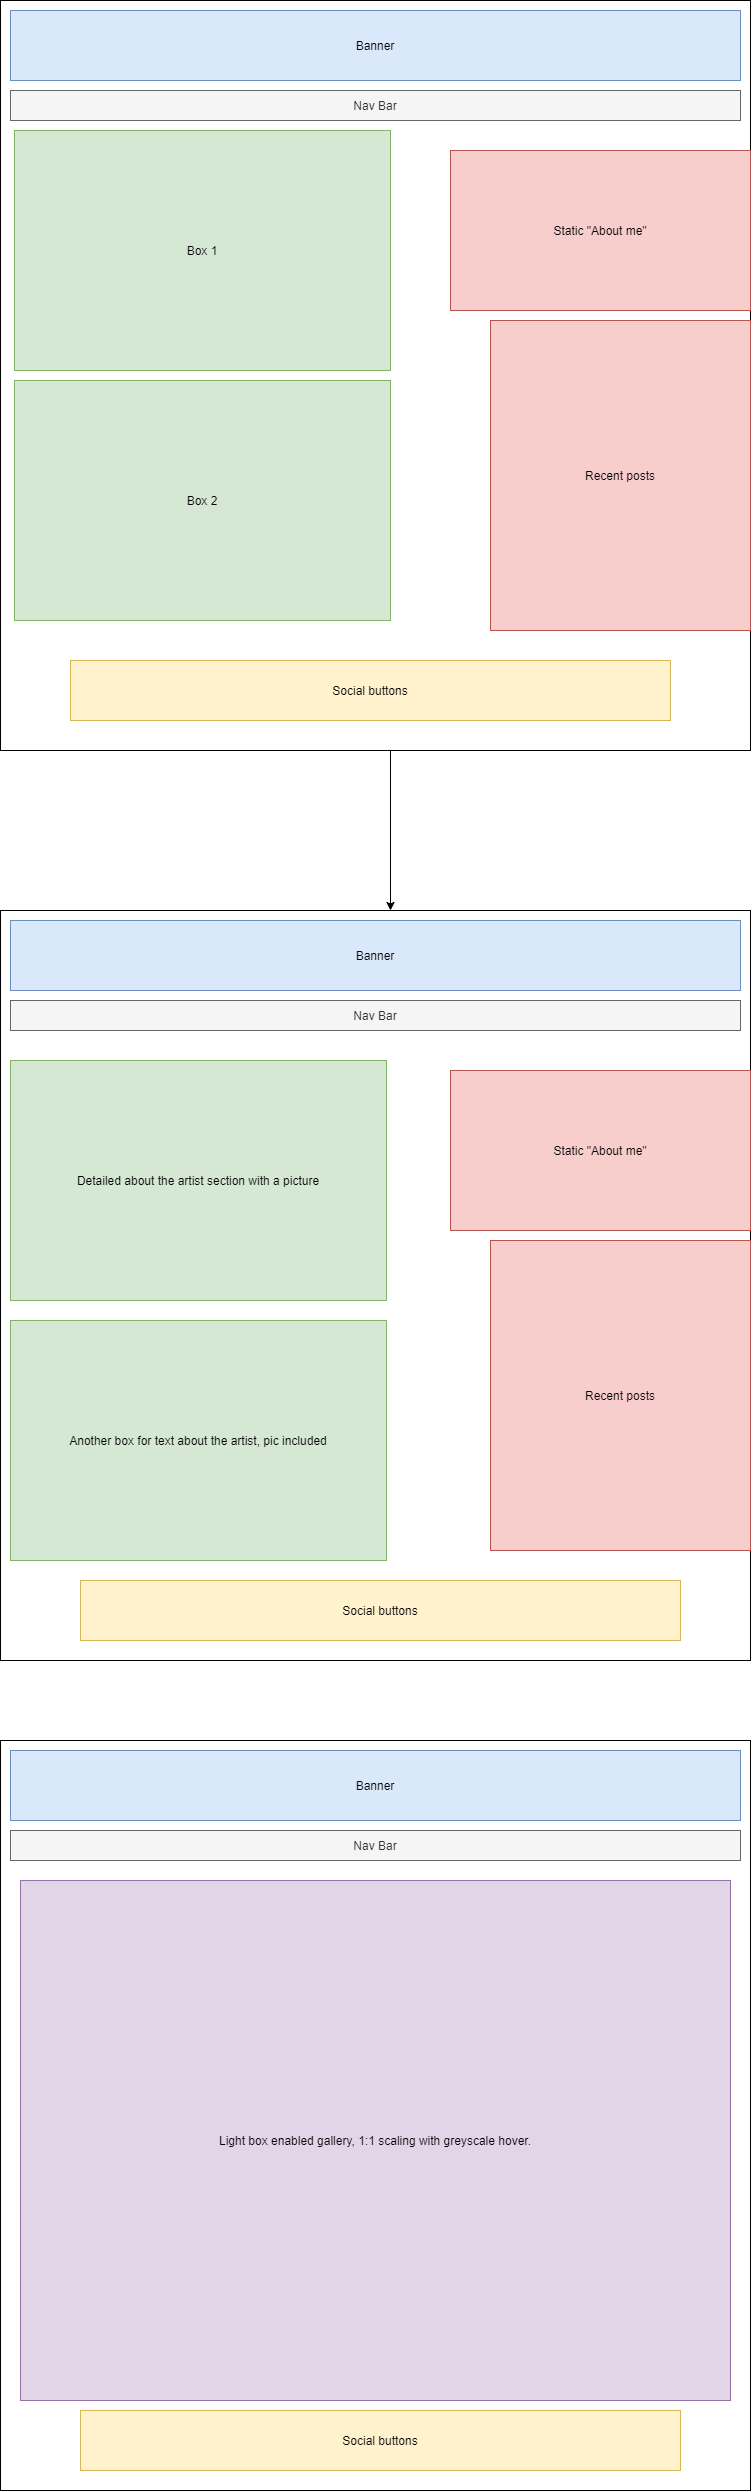 Banner
Nav Bar
Box 1
Static "About me"
Box 2
Recent posts
Social buttons
Banner
Nav Bar
Detailed about the artist section with a picture
Static "About me"
Another box for text about the artist, pic included
Recent posts
Social buttons
Banner
Nav Bar
Light box enabled gallery, 1:1 scaling with greyscale hover.
Social buttons